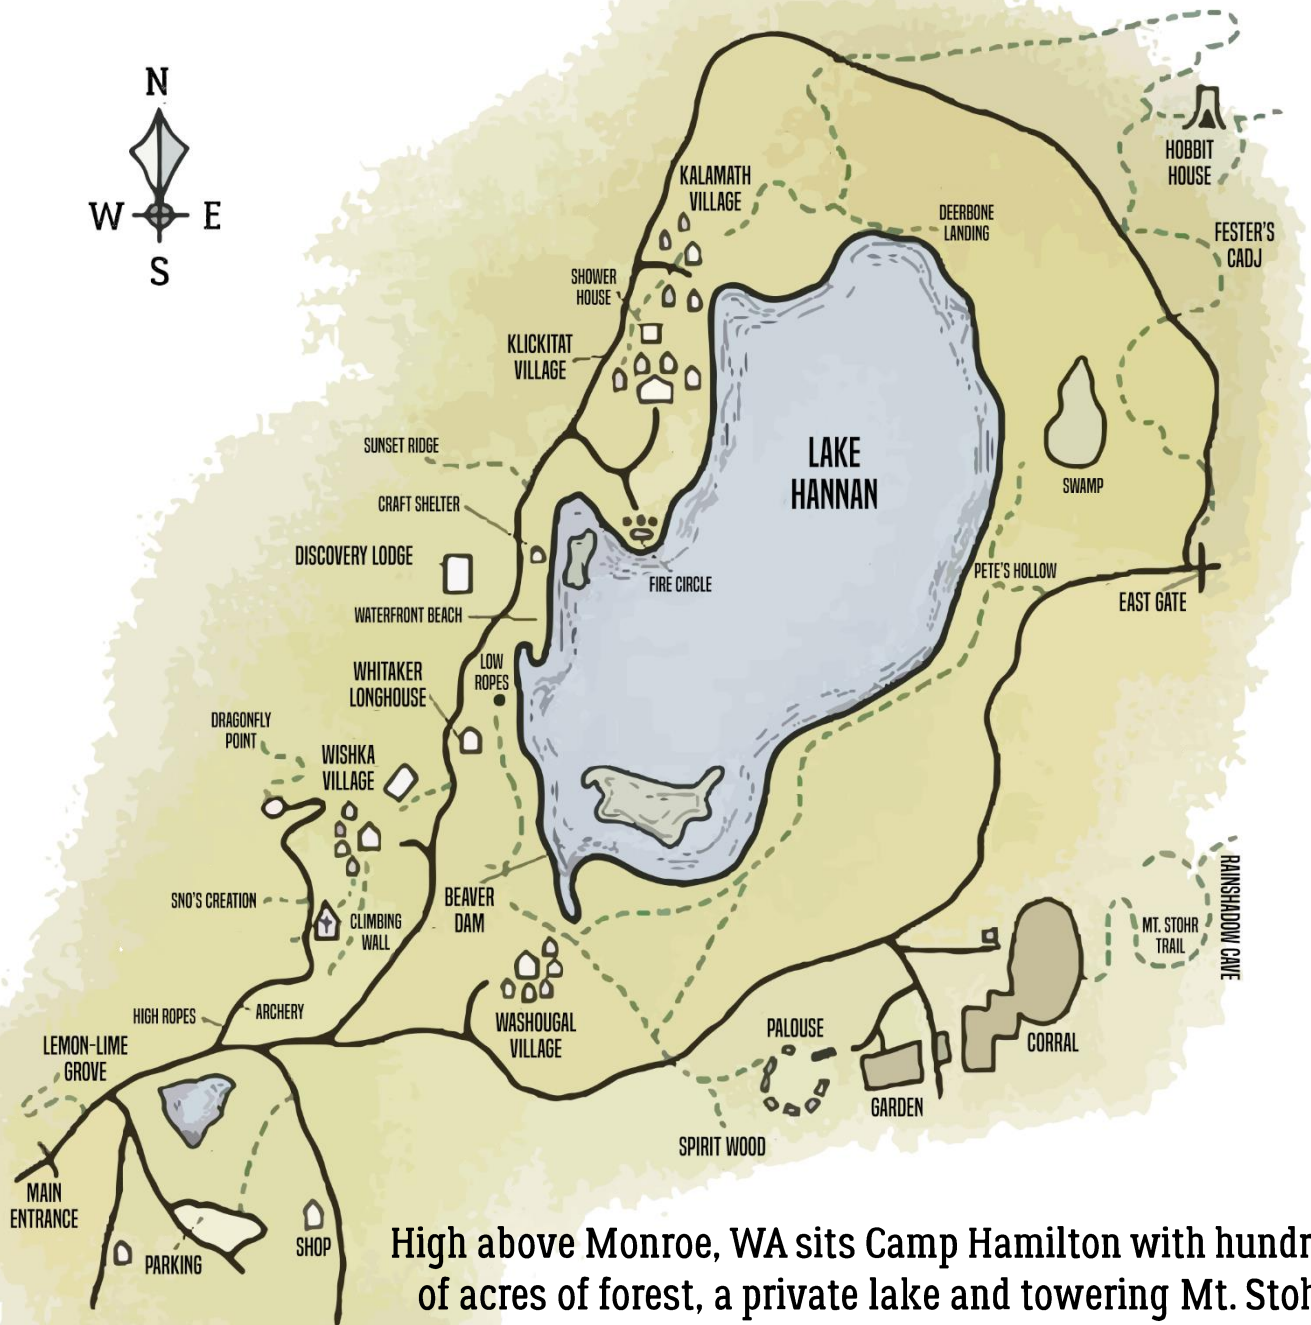 N
W E
S
KALAMATH
VILLAGE
HOBBIT
HOUSE
DEERBONE
LANDING
FESTER'S
CADJ
SHOWER
HOUSE
KLICKITAT
VILLAGE
SUNSET RIDGE
LAKE
HANNAN
SWAMP
CRAFT SHELTER
DISCOVERY LODGE
FIRE CIRCLE
PETE'S HOLLOW
EAST GATE
WATERFRONT BEACH
LOW
ROPES
WHITAKER
LONGHOUSE
DRAGONFLY
POINT
WISHKA
VILLAGE
SNO'S CREATION
CLIMBING
WALL
BEAVER
DAM
RAINSHADOW CAVE
MT. STOHR
TRAIL
HIGH ROPES
ARCHERY
WASHOUGAL
VILLAGE
PALOUSE
CORRAL
LEMON-LIME
GROVE
GARDEN
SPIRIT WOOD
MAIN
ENTRANCE
PARKING
SHOP
High above Monroe, WA sits Camp Hamilton with hundr
of acres of forest, a private lake and towering Mt. Stoh